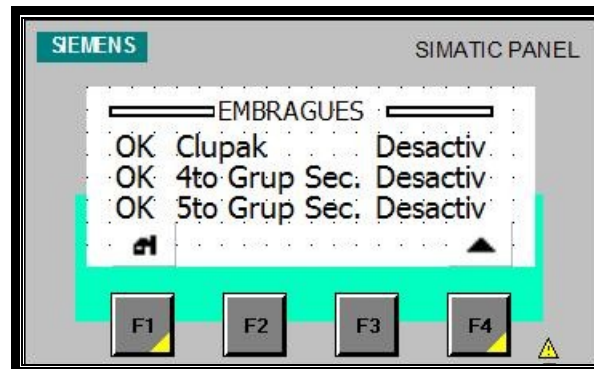 SIEMENS
SIMATIC PANEL
EMBRAGUES
OK Clupak Desactiv
OK 4to Grup Sec. Desactiv
OK 5to Grup Sec. Desactiv
F1 F2 F3 F4